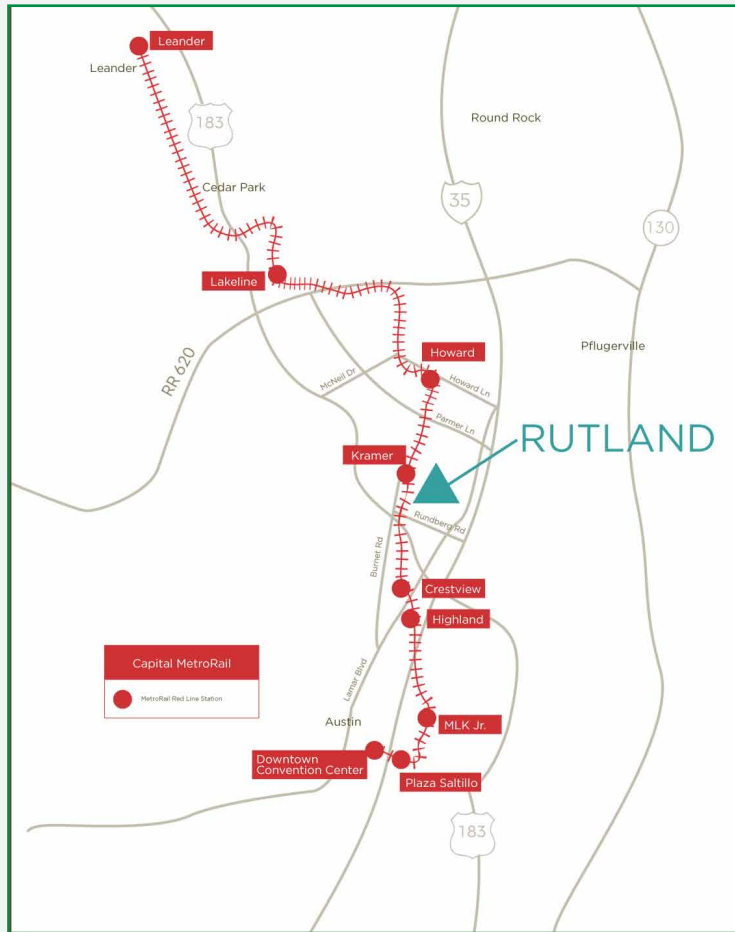 Leander
Leander
183
Round Rock
Cedar Park
35
130
Lakeline
RR 620
Howard
Pflugerville
McNeil Dr
Howard Ln
Parmer Ln
RUTLAND
Kramer
Rundberg Rd
Burnet Rd
Crestview
Highland
Capital MetroRail
MetroRail Red Line Station
Lamar Blvd
Austin
MLK Jr.
Downtown
Convention Center
Plaza Saltillo
183